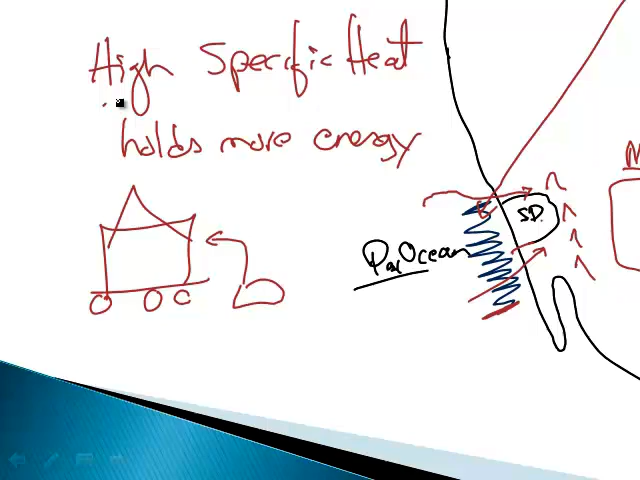 High Specific Heat
holds more energy
S.D.
Pac Ocean
M